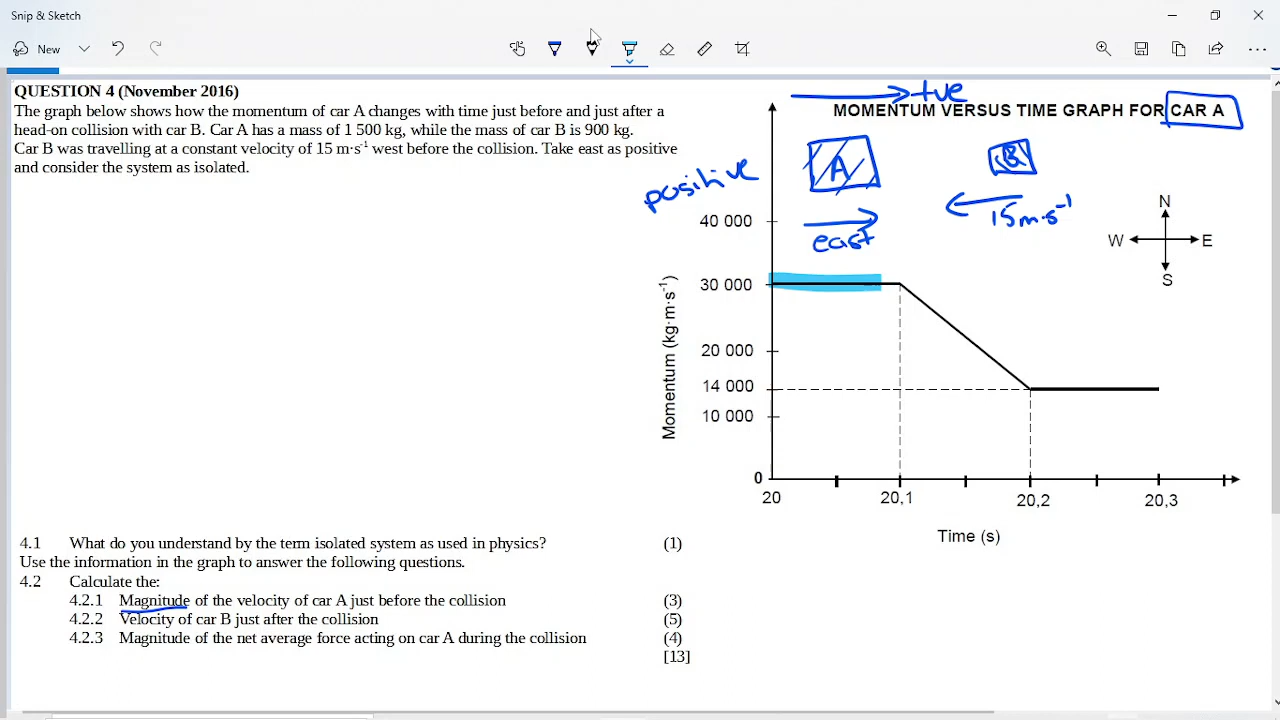 Snip & Sketch
New
QUESTION 4 (November 2016)
The graph below shows how the momentum of car A changes with time just before and just after a
head-on collision with car B. Car A has a mass of 1 500 kg, while the mass of car B is 900 kg.
Car B was travelling at a constant velocity of 15 m·s⁻¹ west before the collision. Take east as positive
and consider the system as isolated.
+ve
MOMENTUM VERSUS TIME GRAPH FOR CAR A
positive
A
B
east
15m·s⁻¹
N
W E
S
40 000
30 000
20 000
14 000
10 000
0
Momentum (kg·m·s⁻¹)
20 20,1 20,2 20,3
Time (s)
4.1 What do you understand by the term isolated system as used in physics? (1)
Use the information in the graph to answer the following questions.
4.2 Calculate the:
4.2.1 Magnitude of the velocity of car A just before the collision (3)
4.2.2 Velocity of car B just after the collision (5)
4.2.3 Magnitude of the net average force acting on car A during the collision (4)
[13]